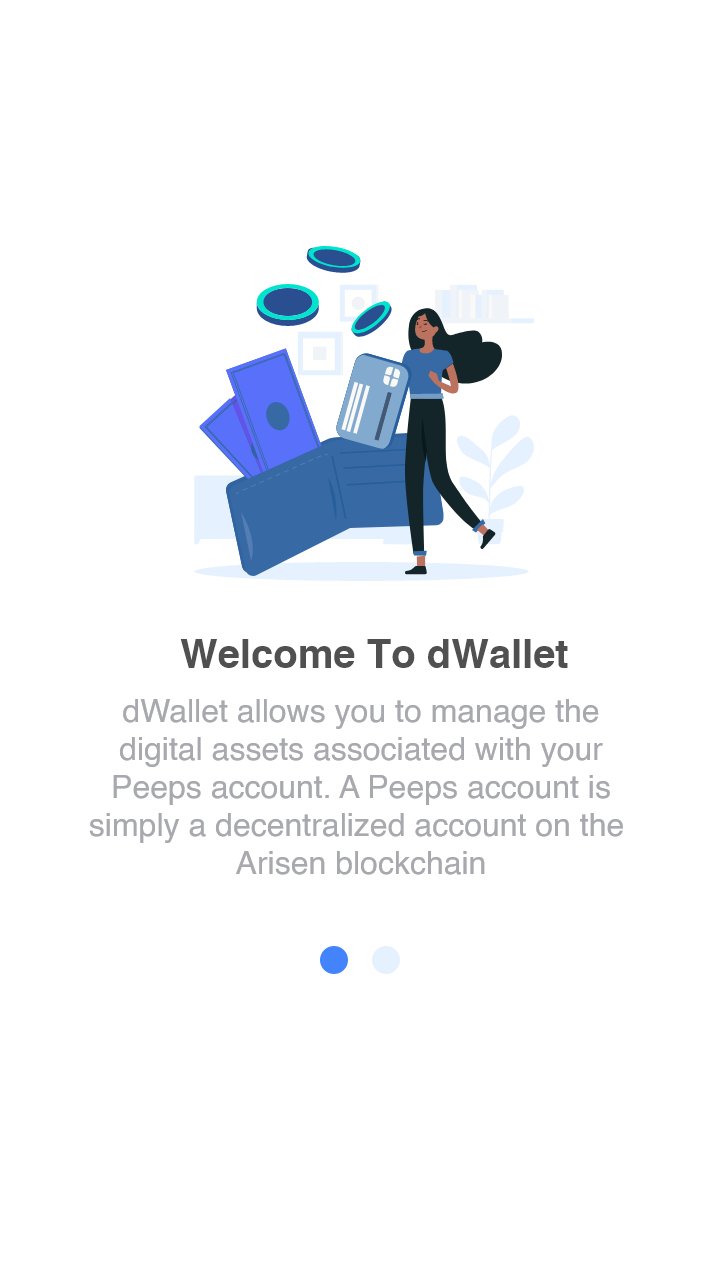 Welcome To dWallet
dWallet allows you to manage the
digital assets associated with your
Peeps account. A Peeps account is
simply a decentralized account on the
Arisen blockchain